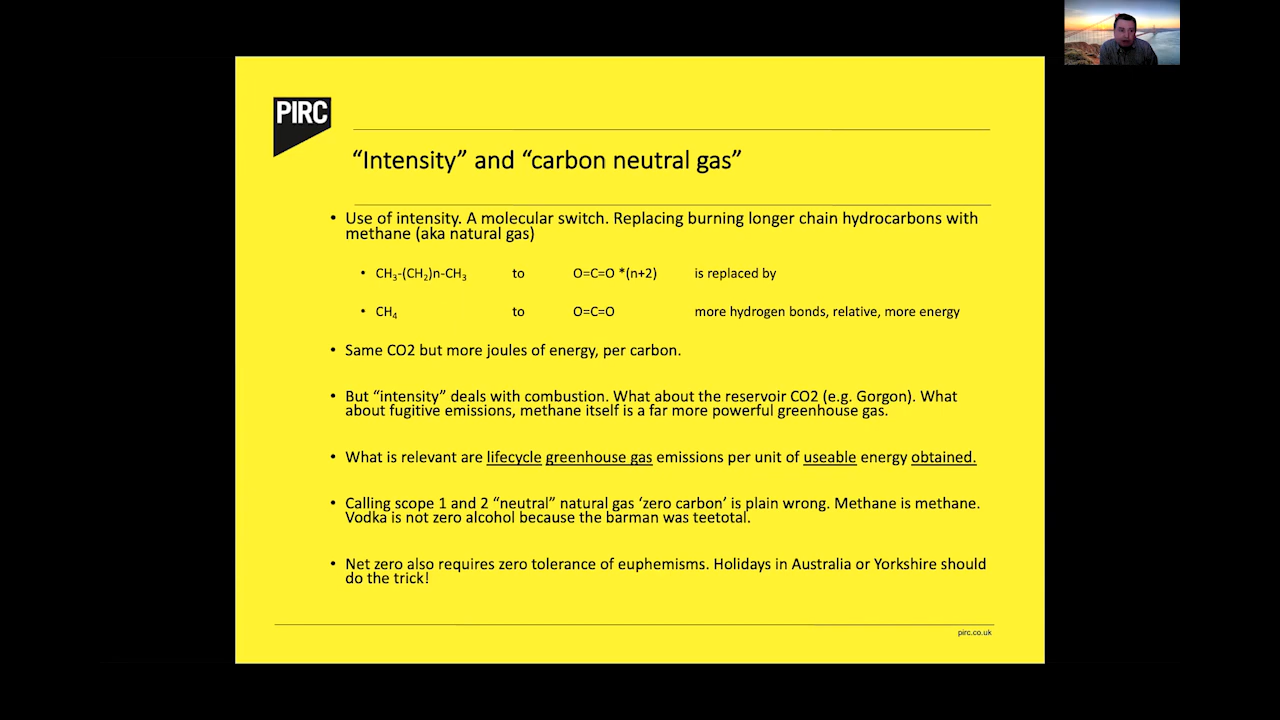 PIRC
“Intensity” and “carbon neutral gas”
• Use of intensity. A molecular switch. Replacing burning longer chain hydrocarbons with
methane (aka natural gas)
• CH₃-(CH₂)n-CH₃ to O=C=O *(n+2) is replaced by
• CH₄ to O=C=O more hydrogen bonds, relative, more energy
• Same CO2 but more joules of energy, per carbon.
• But “intensity” deals with combustion. What about the reservoir CO2 (e.g. Gorgon). What
about fugitive emissions, methane itself is a far more powerful greenhouse gas.
• What is relevant are lifecycle greenhouse gas emissions per unit of useable energy obtained.
• Calling scope 1 and 2 “neutral” natural gas ‘zero carbon’ is plain wrong. Methane is methane.
Vodka is not zero alcohol because the barman was teetotal.
• Net zero also requires zero tolerance of euphemisms. Holidays in Australia or Yorkshire should
do the trick!
pirc.co.uk